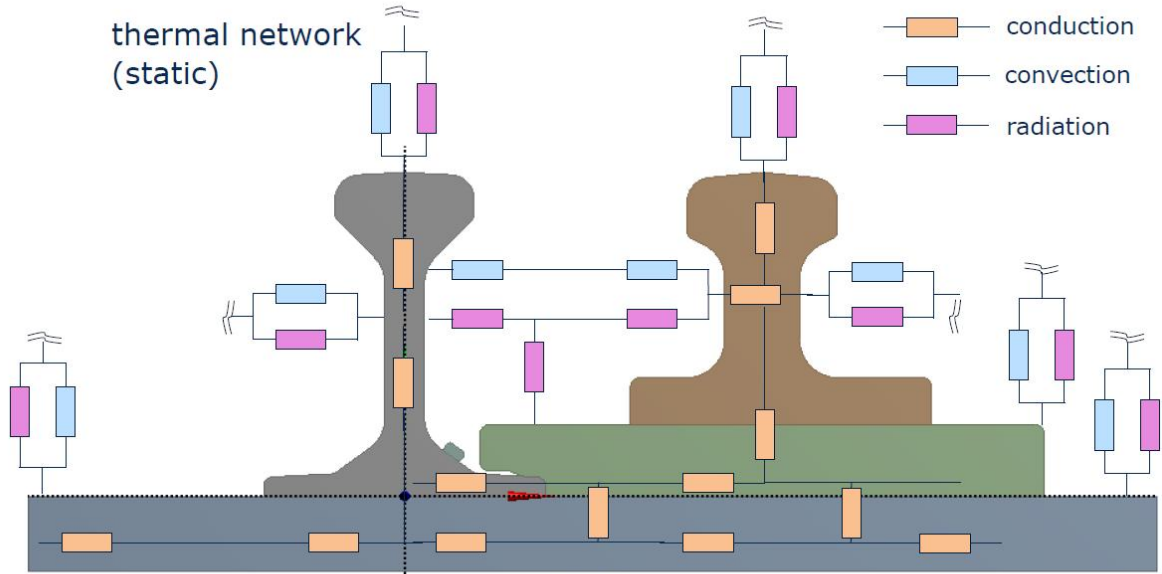 thermal network
(static)
conduction
convection
radiation